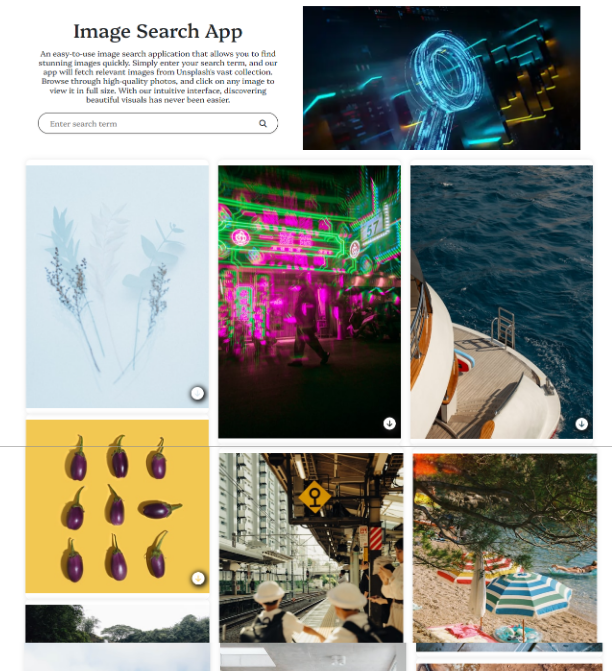 Image Search App
An easy-to-use image search application that allows you to find
stunning images quickly. Simply enter your search term, and our
app will fetch relevant images from Unsplash's vast collection.
Browse through high-quality photos, and click on any image to
view it in full size. With our intuitive interface, discovering
beautiful visuals has never been easier.
Enter search term
57